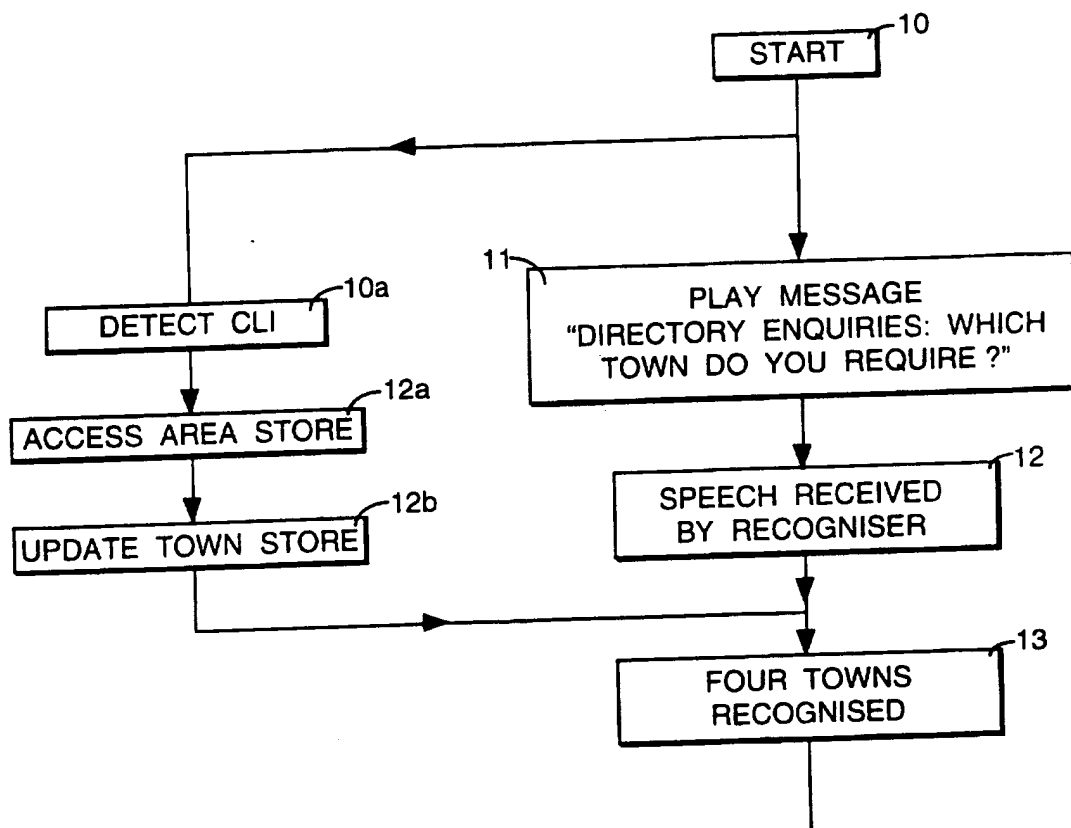 10
START
10a
DETECT CLI
12a
ACCESS AREA STORE
12b
UPDATE TOWN STORE
11
PLAY MESSAGE
“DIRECTORY ENQUIRIES: WHICH
TOWN DO YOU REQUIRE ?”
12
SPEECH RECEIVED
BY RECOGNISER
13
FOUR TOWNS
RECOGNISED